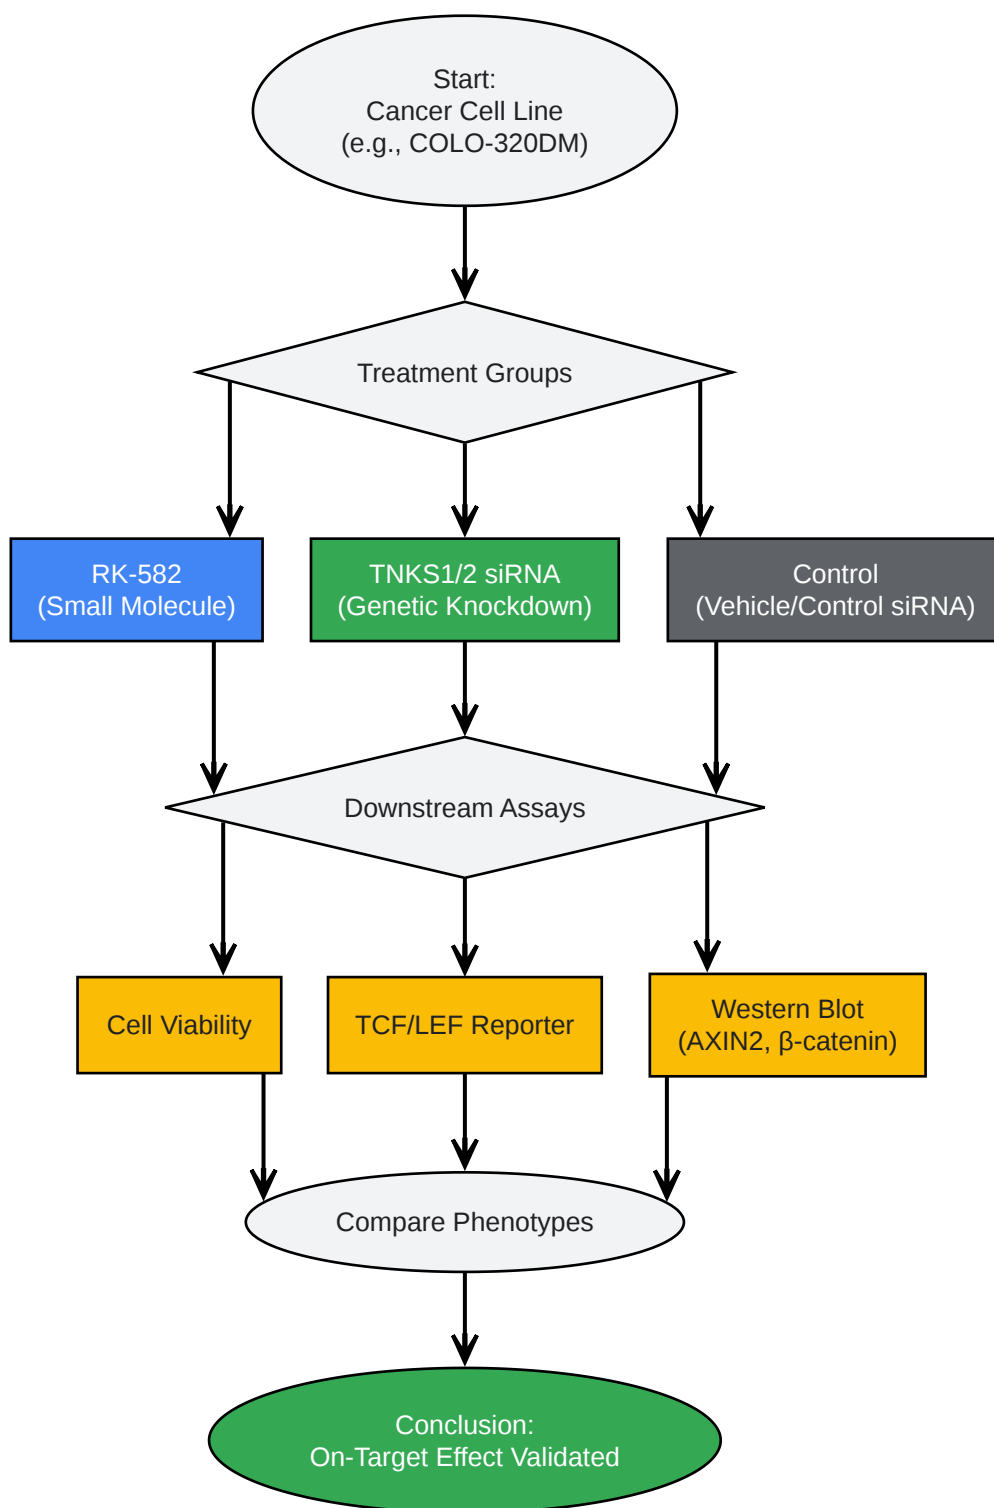 Start:
Cancer Cell Line
(e.g., COLO-320DM)
Treatment Groups
RK-582
(Small Molecule)
TNKS1/2 siRNA
(Genetic Knockdown)
Control
(Vehicle/Control siRNA)
Downstream Assays
Cell Viability
TCF/LEF Reporter
Western Blot
(AXIN2, β-catenin)
Compare Phenotypes
Conclusion:
On-Target Effect Validated